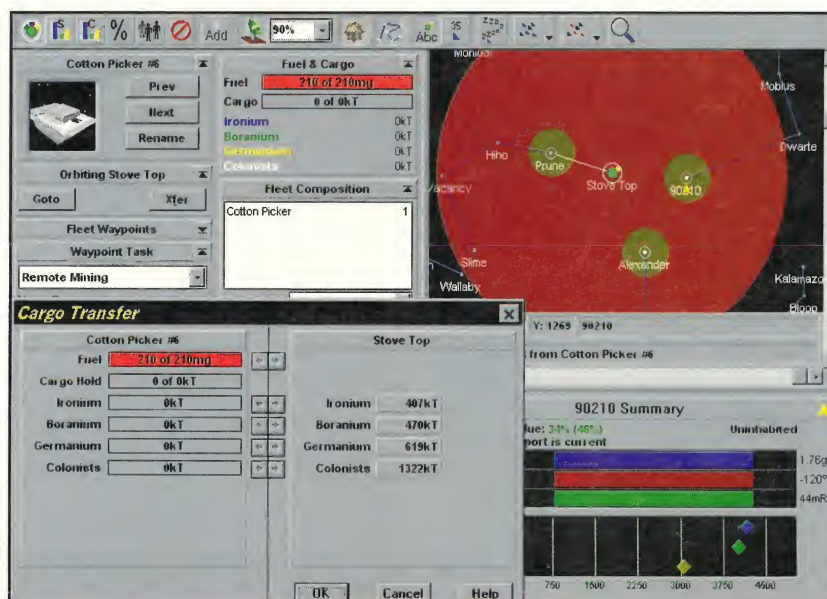 S
C
%
Add
90%
Abc
35
Cotton Picker #6
Prev
Next
Rename
Orbiting Stove Top
Goto
Xfer
Fleet Waypoints
Waypoint Task
Remote Mining
Fuel & Cargo
Fuel 210 of 210mg
Cargo 0 of 0kT
Ironium 0kT
Boranium 0kT
Germanium 0kT
Colonists 0kT
Fleet Composition
Cotton Picker 1
Mobius
Dwarte
Hiho
Prune
Stove Top
90210
Vacancy
Slime
Wallaby
Alexander
Kalamazo
Bloop
Y: 1269 90210
from Cotton Picker #6
Cargo Transfer
Cotton Picker #6
Fuel 210 of 210mg
Cargo Hold 0 of 0kT
Ironium 0kT
Boranium 0kT
Germanium 0kT
Colonists 0kT
Stove Top
Ironium 407kT
Boranium 470kT
Germanium 619kT
Colonists 1322kT
OK
Cancel
Help
90210 Summary
lue: 34% (46%) Uninhabited
port is current
1.76g
-120°
44mR
750 1500 2250 3000 3750 4500